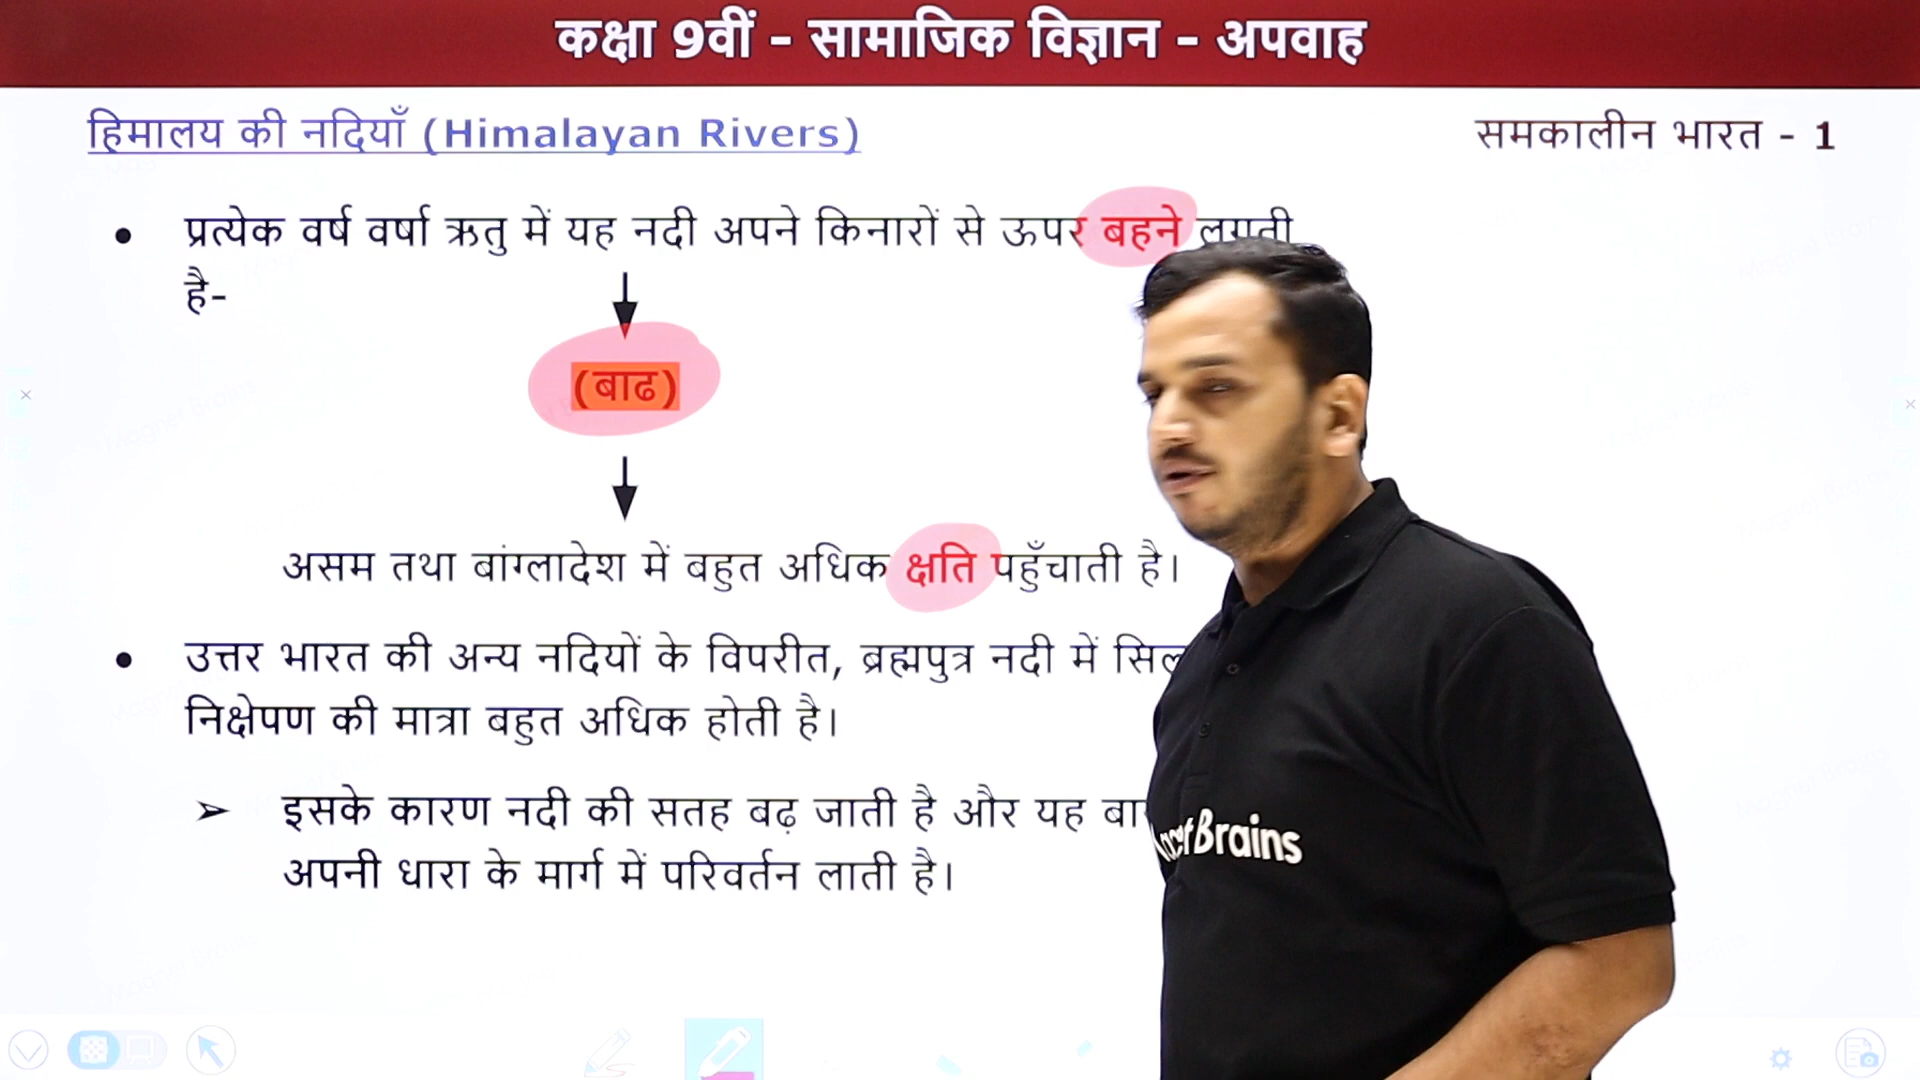 कक्षा 9वीं - सामाजिक विज्ञान - अपवाह
हिमालय की नदियाँ (Himalayan Rivers)
समकालीन भारत - 1
• प्रत्येक वर्ष वर्षा ऋतु में यह नदी अपने किनारों से ऊपर बहने लगती
है-
(बाढ)
असम तथा बांग्लादेश में बहुत अधिक क्षति पहुँचाती है।
• उत्तर भारत की अन्य नदियों के विपरीत, ब्रह्मपुत्र नदी में
निक्षेपण की मात्रा बहुत अधिक होती है।
➢ इसके कारण नदी की सतह बढ़ जाती है और यह
अपनी धारा के मार्ग में परिवर्तन लाती है।
Brains